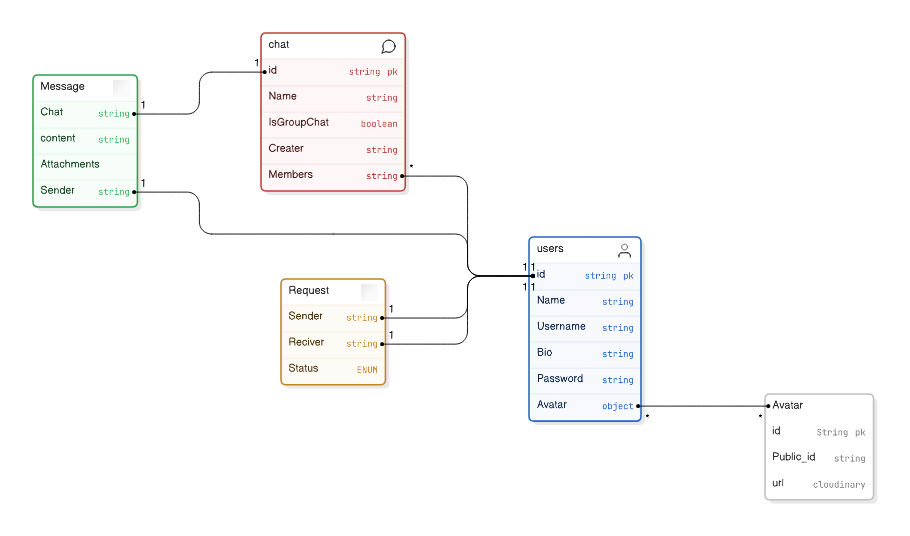 chat
1
id string pk
Name string
IsGroupChat boolean
Creater string
Members string
*
Message
Chat string
1
content string
Attachments
Sender string
1
Request
Sender string
1
Reciver string
1
Status ENUM
users
1 1
id string pk
1 1
Name string
Username string
Bio string
Password string
Avatar object
*
*
Avatar
id String pk
Public_id string
url cloudinary